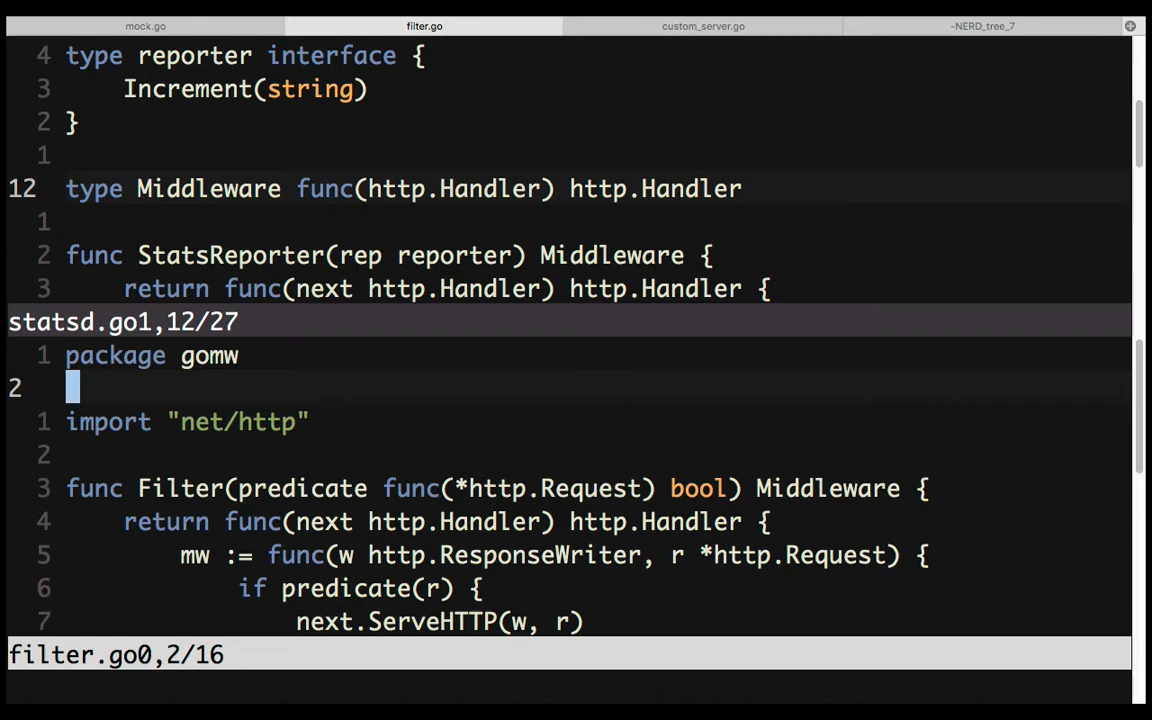 mock.go filter.go custom_server.go -NERD_tree_7
4 type reporter interface {
3 Increment(string)
2 }
1
12 type Middleware func(http.Handler) http.Handler
1
2 func StatsReporter(rep reporter) Middleware {
3 return func(next http.Handler) http.Handler {
statsd.go1,12/27
1 package gomw
2
1 import "net/http"
2
3 func Filter(predicate func(*http.Request) bool) Middleware {
4 return func(next http.Handler) http.Handler {
5 mw := func(w http.ResponseWriter, r *http.Request) {
6 if predicate(r) {
7 next.ServeHTTP(w, r)
filter.go0,2/16